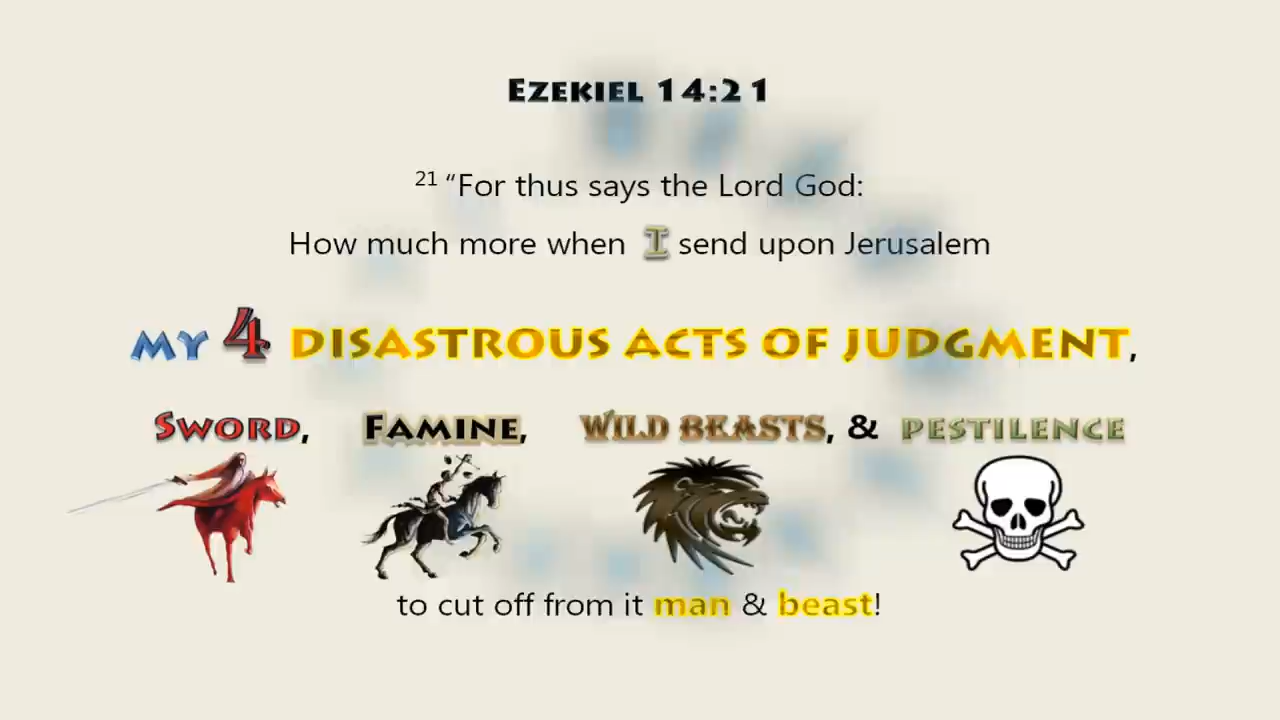 EZEKIEL 14:21
21 “For thus says the Lord God:
How much more when I send upon Jerusalem
MY 4 DISASTROUS ACTS OF JUDGMENT,
SWORD, FAMINE, WILD BEASTS, & PESTILENCE
to cut off from it man & beast!